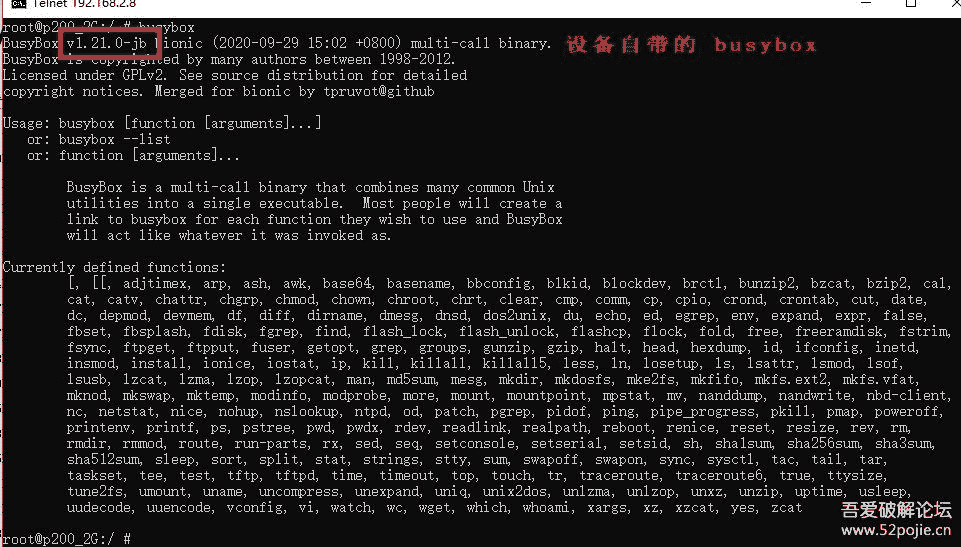 Telnet 192.168.2.8
root@p200_2G:/ # busybox
BusyBox v1.21.0-jb bionic (2020-09-29 15:02 +0800) multi-call binary. 设备自带的 busybox
BusyBox is copyrighted by many authors between 1998-2012.
Licensed under GPLv2. See source distribution for detailed
copyright notices. Merged for bionic by tpruvot@github
Usage: busybox [function [arguments]...]
or: busybox --list
or: function [arguments]...
BusyBox is a multi-call binary that combines many common Unix
utilities into a single executable.  Most people will create a
link to busybox for each function they wish to use and BusyBox
will act like whatever it was invoked as.
Currently defined functions:
[, [[, adjtimex, arp, ash, awk, base64, basename, bbconfig, blkid, blockdev, brctl, bunzip2, bzcat, bzip2, cal,
cat, catv, chattr, chgrp, chmod, chown, chroot, chrt, clear, cmp, comm, cp, cpio, crond, crontab, cut, date,
dc, depmod, devmem, df, diff, dirname, dmesg, dnsd, dos2unix, du, echo, ed, egrep, env, expand, expr, false,
fbset, fbsplash, fdisk, fgrep, find, flash_lock, flash_unlock, flashcp, flock, fold, free, freeramdisk, fstrim,
fsync, ftpget, ftpput, fuser, getopt, grep, groups, gunzip, gzip, halt, head, hexdump, id, ifconfig, inetd,
insmod, install, ionice, iostat, ip, kill, killall, killall5, less, ln, losetup, ls, lsattr, lsmod, lsof,
lsusb, lzcat, lzma, lzop, lzopcat, man, md5sum, mesg, mkdir, mkdosfs, mke2fs, mkfifo, mkfs.ext2, mkfs.vfat,
mknod, mkswap, mktemp, modinfo, modprobe, more, mount, mountpoint, mpstat, mv, nanddump, nandwrite, nbd-client,
nc, netstat, nice, nohup, nslookup, ntpd, od, patch, pgrep, pidof, ping, pipe_progress, pkill, pmap, poweroff,
printenv, printf, ps, pstree, pwd, pwdx, rdev, readlink, realpath, reboot, renice, reset, resize, rev, rm,
rmdir, rmmod, route, run-parts, rx, sed, seq, setconsole, setserial, setsid, sh, sha1sum, sha256sum, sha3sum,
sha512sum, sleep, sort, split, stat, strings, stty, sum, swapoff, swapon, sync, sysctl, tac, tail, tar,
taskset, tee, test, tftp, tftpd, time, timeout, top, touch, tr, traceroute, traceroute6, true, ttysize,
tune2fs, umount, uname, uncompress, unexpand, uniq, unix2dos, unlzma, unlzop, unxz, unzip, uptime, usleep,
uudecode, uuencode, vconfig, vi, watch, wc, wget, which, whoami, xargs, xz, xzcat, yes, zcat
吾爱破解论坛
www.52pojie.cn
root@p200_2G:/ #